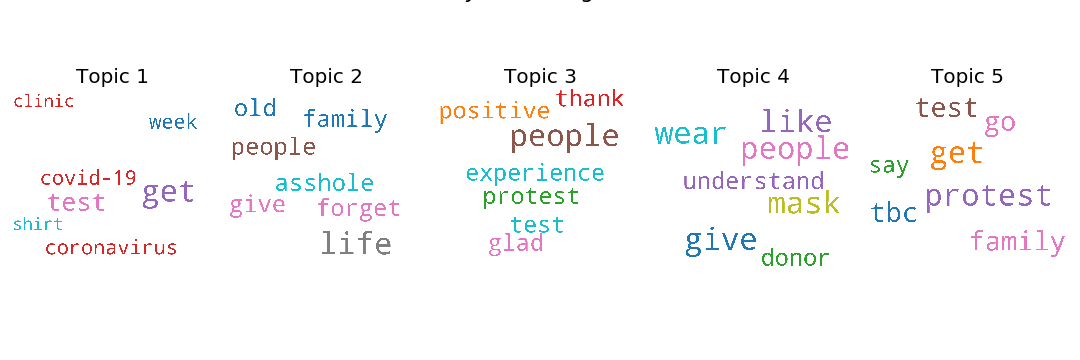 Topic 1
clinic
week
covid-19
get
test
shirt
coronavirus
Topic 2
old
family
people
asshole
give
forget
life
Topic 3
thank
positive
people
experience
protest
test
glad
Topic 4
like
wear
people
understand
mask
give
donor
Topic 5
test
go
get
say
protest
tbc
family